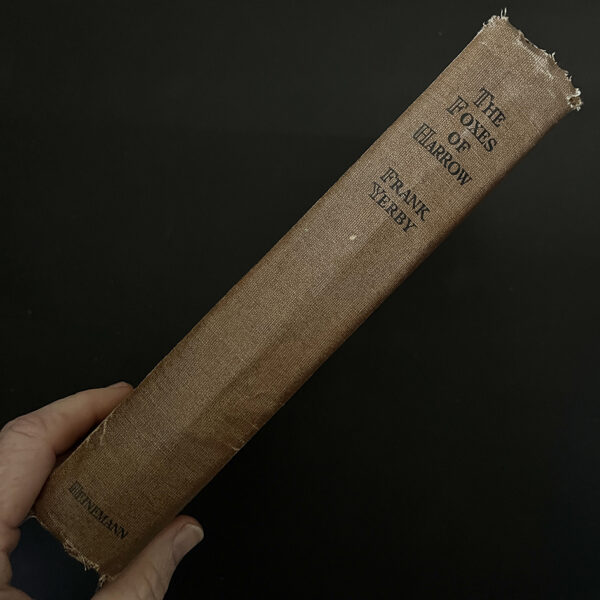 THE
FOXES
OF
HARROW
FRANK
YERBY
HEINEMANN